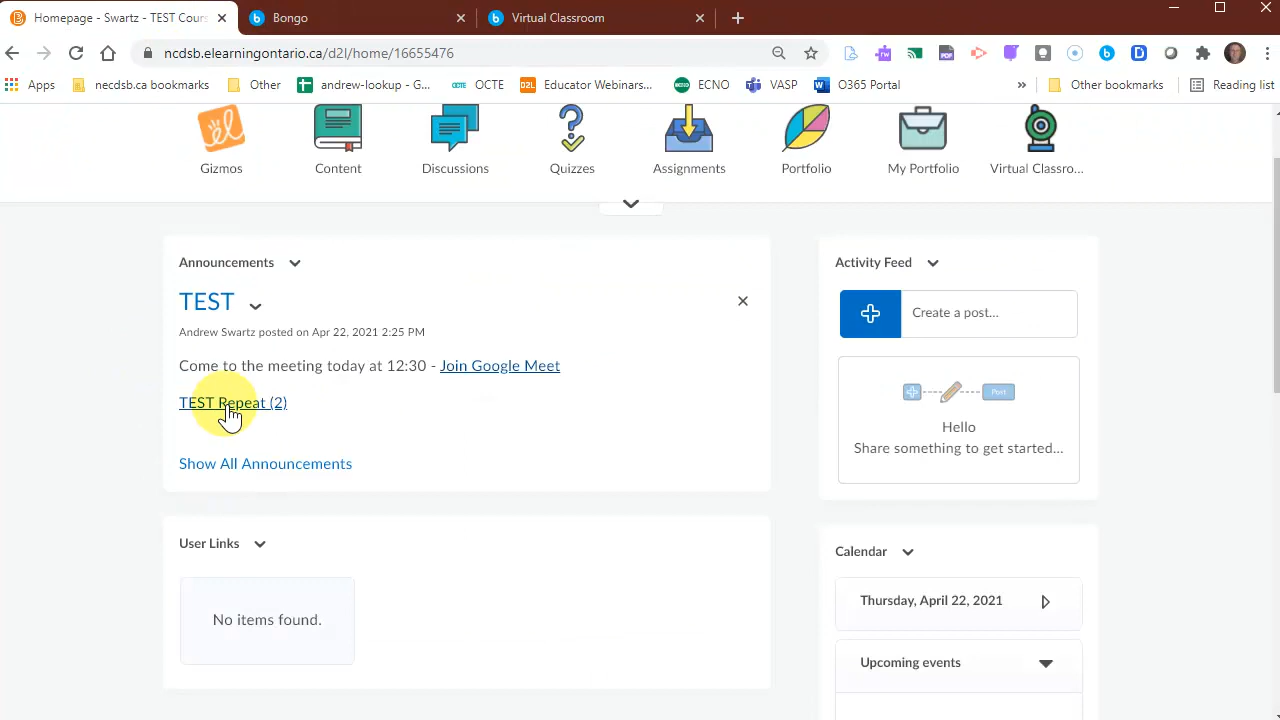 Homepage - Swartz - TEST Cours
Bongo
Virtual Classroom
ncdsb.elearningontario.ca/d2l/home/16655476
Apps
necdsb.ca bookmarks
Other
andrew-lookup - G...
OCTE
Educator Webinars...
ECNO
VASP
O365 Portal
»
Other bookmarks
Reading list
Gizmos
Content
Discussions
Quizzes
Assignments
Portfolio
My Portfolio
Virtual Classro...
Announcements
TEST
Andrew Swartz posted on Apr 22, 2021 2:25 PM
Come to the meeting today at 12:30 - Join Google Meet
TEST Repeat (2)
Show All Announcements
User Links
No items found.
Activity Feed
Create a post...
Post
Hello
Share something to get started...
Calendar
Thursday, April 22, 2021
Upcoming events